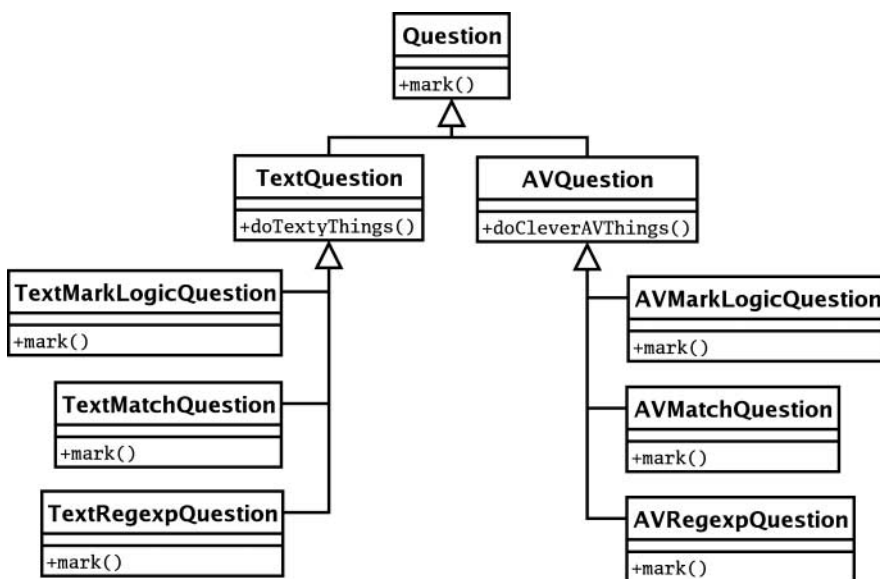 Question
+mark()
TextQuestion
+doTextyThings()
AVQuestion
+doCleverAVThings()
TextMarkLogicQuestion
+mark()
TextMatchQuestion
+mark()
TextRegexpQuestion
+mark()
AVMarkLogicQuestion
+mark()
AVMatchQuestion
+mark()
AVRegexpQuestion
+mark()